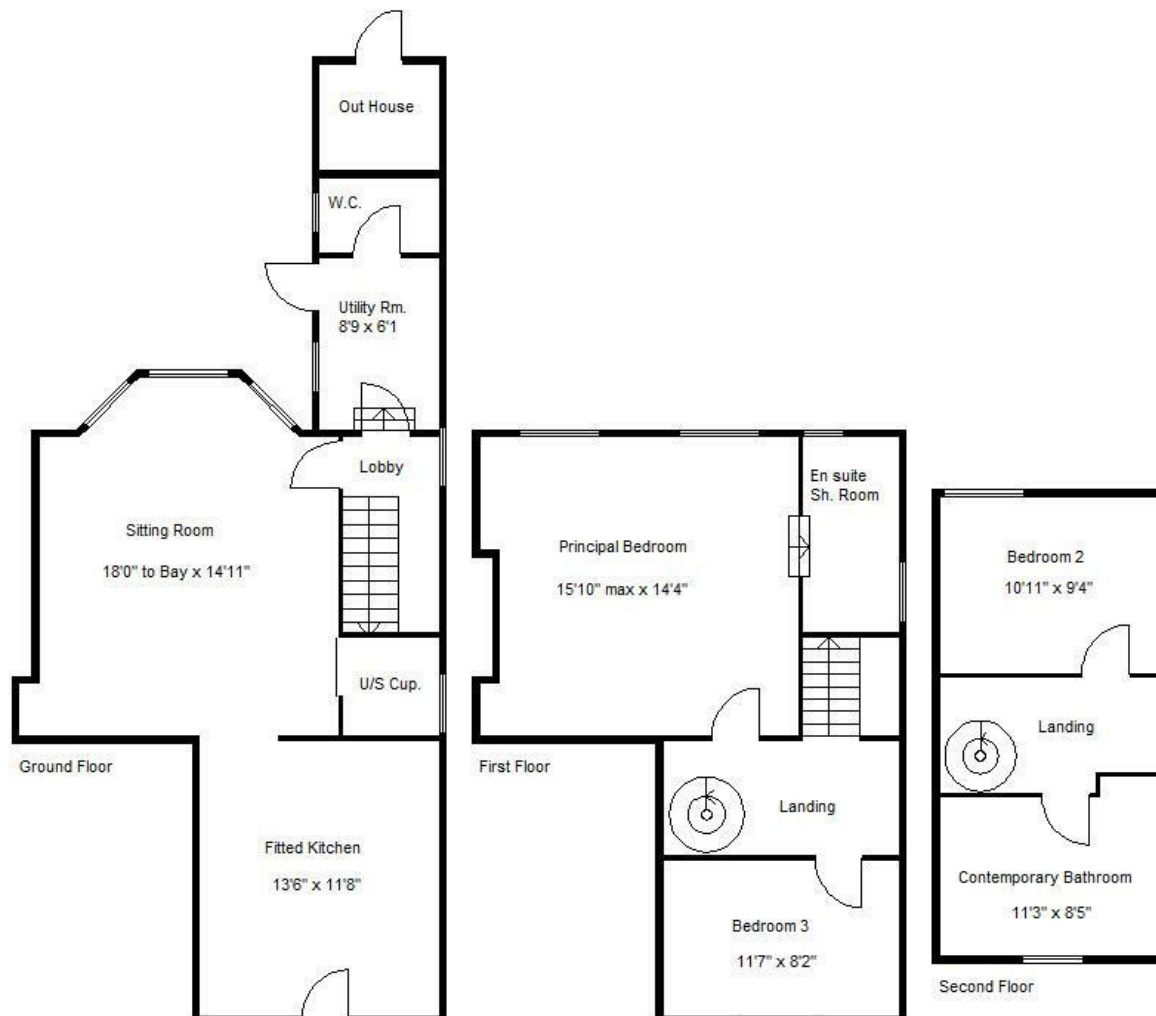 Out House
W.C.
Utility Rm.
8'9 x 6'1
Lobby
Sitting Room
18'0" to Bay x 14'11"
U/S Cup.
Ground Floor
Fitted Kitchen
13'6" x 11'8"
En suite
Sh. Room
Principal Bedroom
15'10" max x 14'4"
First Floor
Landing
Bedroom 3
11'7" x 8'2"
Bedroom 2
10'11" x 9'4"
Landing
Contemporary Bathroom
11'3" x 8'5"
Second Floor